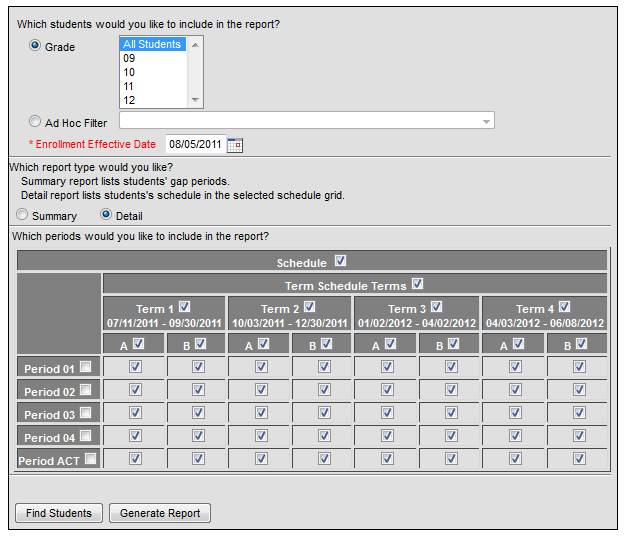 Which students would you like to include in the report?
Grade
All Students
09
10
11
12
Ad Hoc Filter
* Enrollment Effective Date 08/05/2011
Which report type would you like?
Summary report lists students' gap periods.
Detail report lists students's schedule in the selected schedule grid.
Summary Detail
Which periods would you like to include in the report?
Schedule
Term Schedule Terms
Term 1 Term 2 Term 3 Term 4
07/11/2011 - 09/30/2011 10/03/2011 - 12/30/2011 01/02/2012 - 04/02/2012 04/03/2012 - 06/08/2012
A B A B A B A B
Period 01
Period 02
Period 03
Period 04
Period ACT
Find Students Generate Report